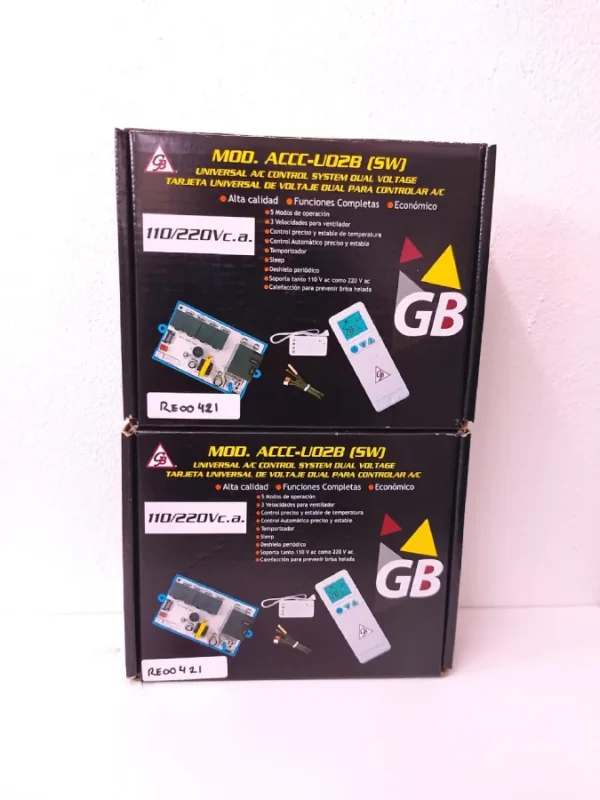 GB
MOD. ACCC-U02B (SW)
UNIVERSAL A/C CONTROL SYSTEM DUAL VOLTAGE
TARJETA UNIVERSAL DE VOLTAJE DUAL PARA CONTROLAR A/C
Alta calidad Funciones Completas Económico
110/220Vc.a.
5 Modos de operación
3 Velocidades para ventilador
Control preciso y estable de temperatura
Control Automático preciso y estable
Temporizador
Sleep
Deshielo periódico
Soporta tanto 110 V ac como 220 V ac
Calefacción para prevenir brisa helada
GB
RE00421
GB
MOD. ACCC-U02B (SW)
UNIVERSAL A/C CONTROL SYSTEM DUAL VOLTAGE
TARJETA UNIVERSAL DE VOLTAJE DUAL PARA CONTROLAR A/C
Alta calidad Funciones Completas Económico
110/220Vc.a.
5 Modos de operación
3 Velocidades para ventilador
Control preciso y estable de temperatura
Control Automático preciso y estable
Temporizador
Sleep
Deshielo periódico
Soporta tanto 110 V ac como 220 V ac
Calefacción para prevenir brisa helada
GB
RE00421